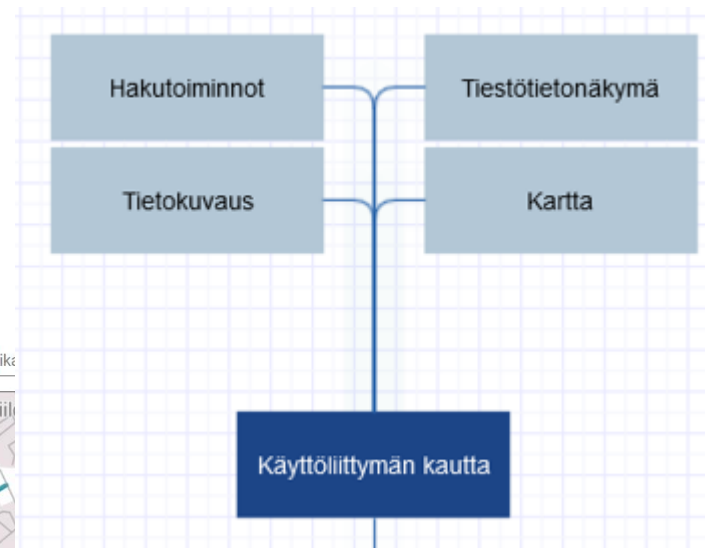 Hakutoiminnot
Tiestötietonäkymä
Tietokuvaus
Kartta
Käyttöliittymän kautta